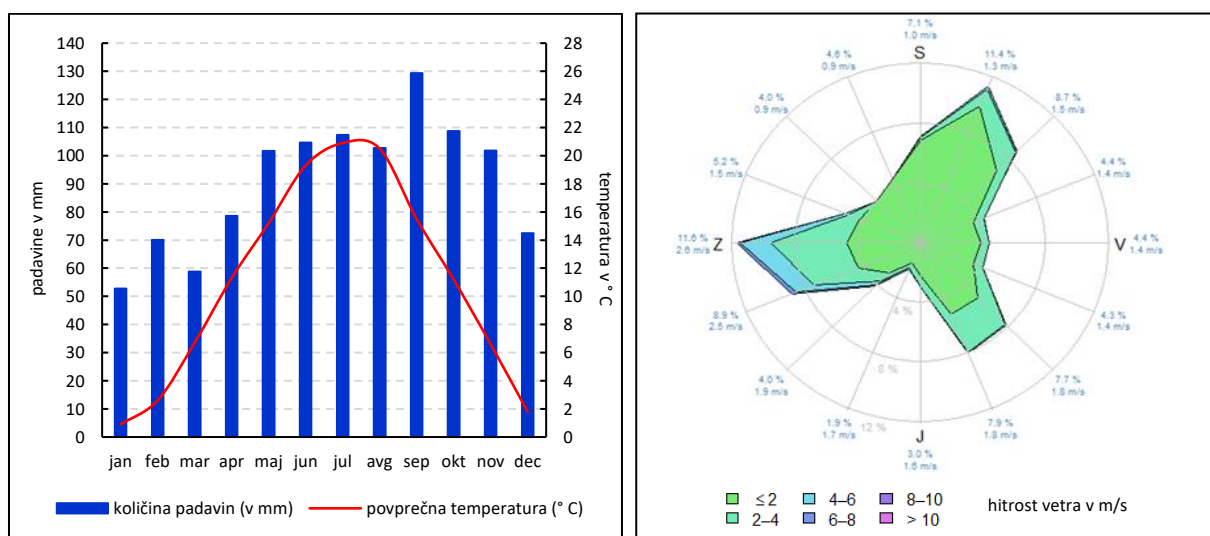 140
130
120
110
100
90
80
70
60
50
40
30
20
10
0
padavine v mm
28
26
24
22
20
18
16
14
12
10
8
6
4
2
0
temperatura v ° C
jan feb mar apr maj jun jul avg sep okt nov dec
količina padavin (v mm) povprečna temperatura (° C)
7.1 %
1.0 m/s
S
11.4 %
1.3 m/s
8.7 %
1.5 m/s
4.4 %
1.4 m/s
V
4.4 %
1.4 m/s
4.3 %
1.4 m/s
7.7 %
1.8 m/s
7.9 %
1.8 m/s
J
3.0 %
1.6 m/s
1.9 %
1.7 m/s
4.0 %
1.9 m/s
8.9 %
2.5 m/s
Z
11.6 %
2.6 m/s
5.2 %
1.5 m/s
4.0 %
0.9 m/s
4.6 %
0.9 m/s
4 %
8 %
12 %
≤ 2 4–6 8–10
2–4 6–8 > 10
hitrost vetra v m/s